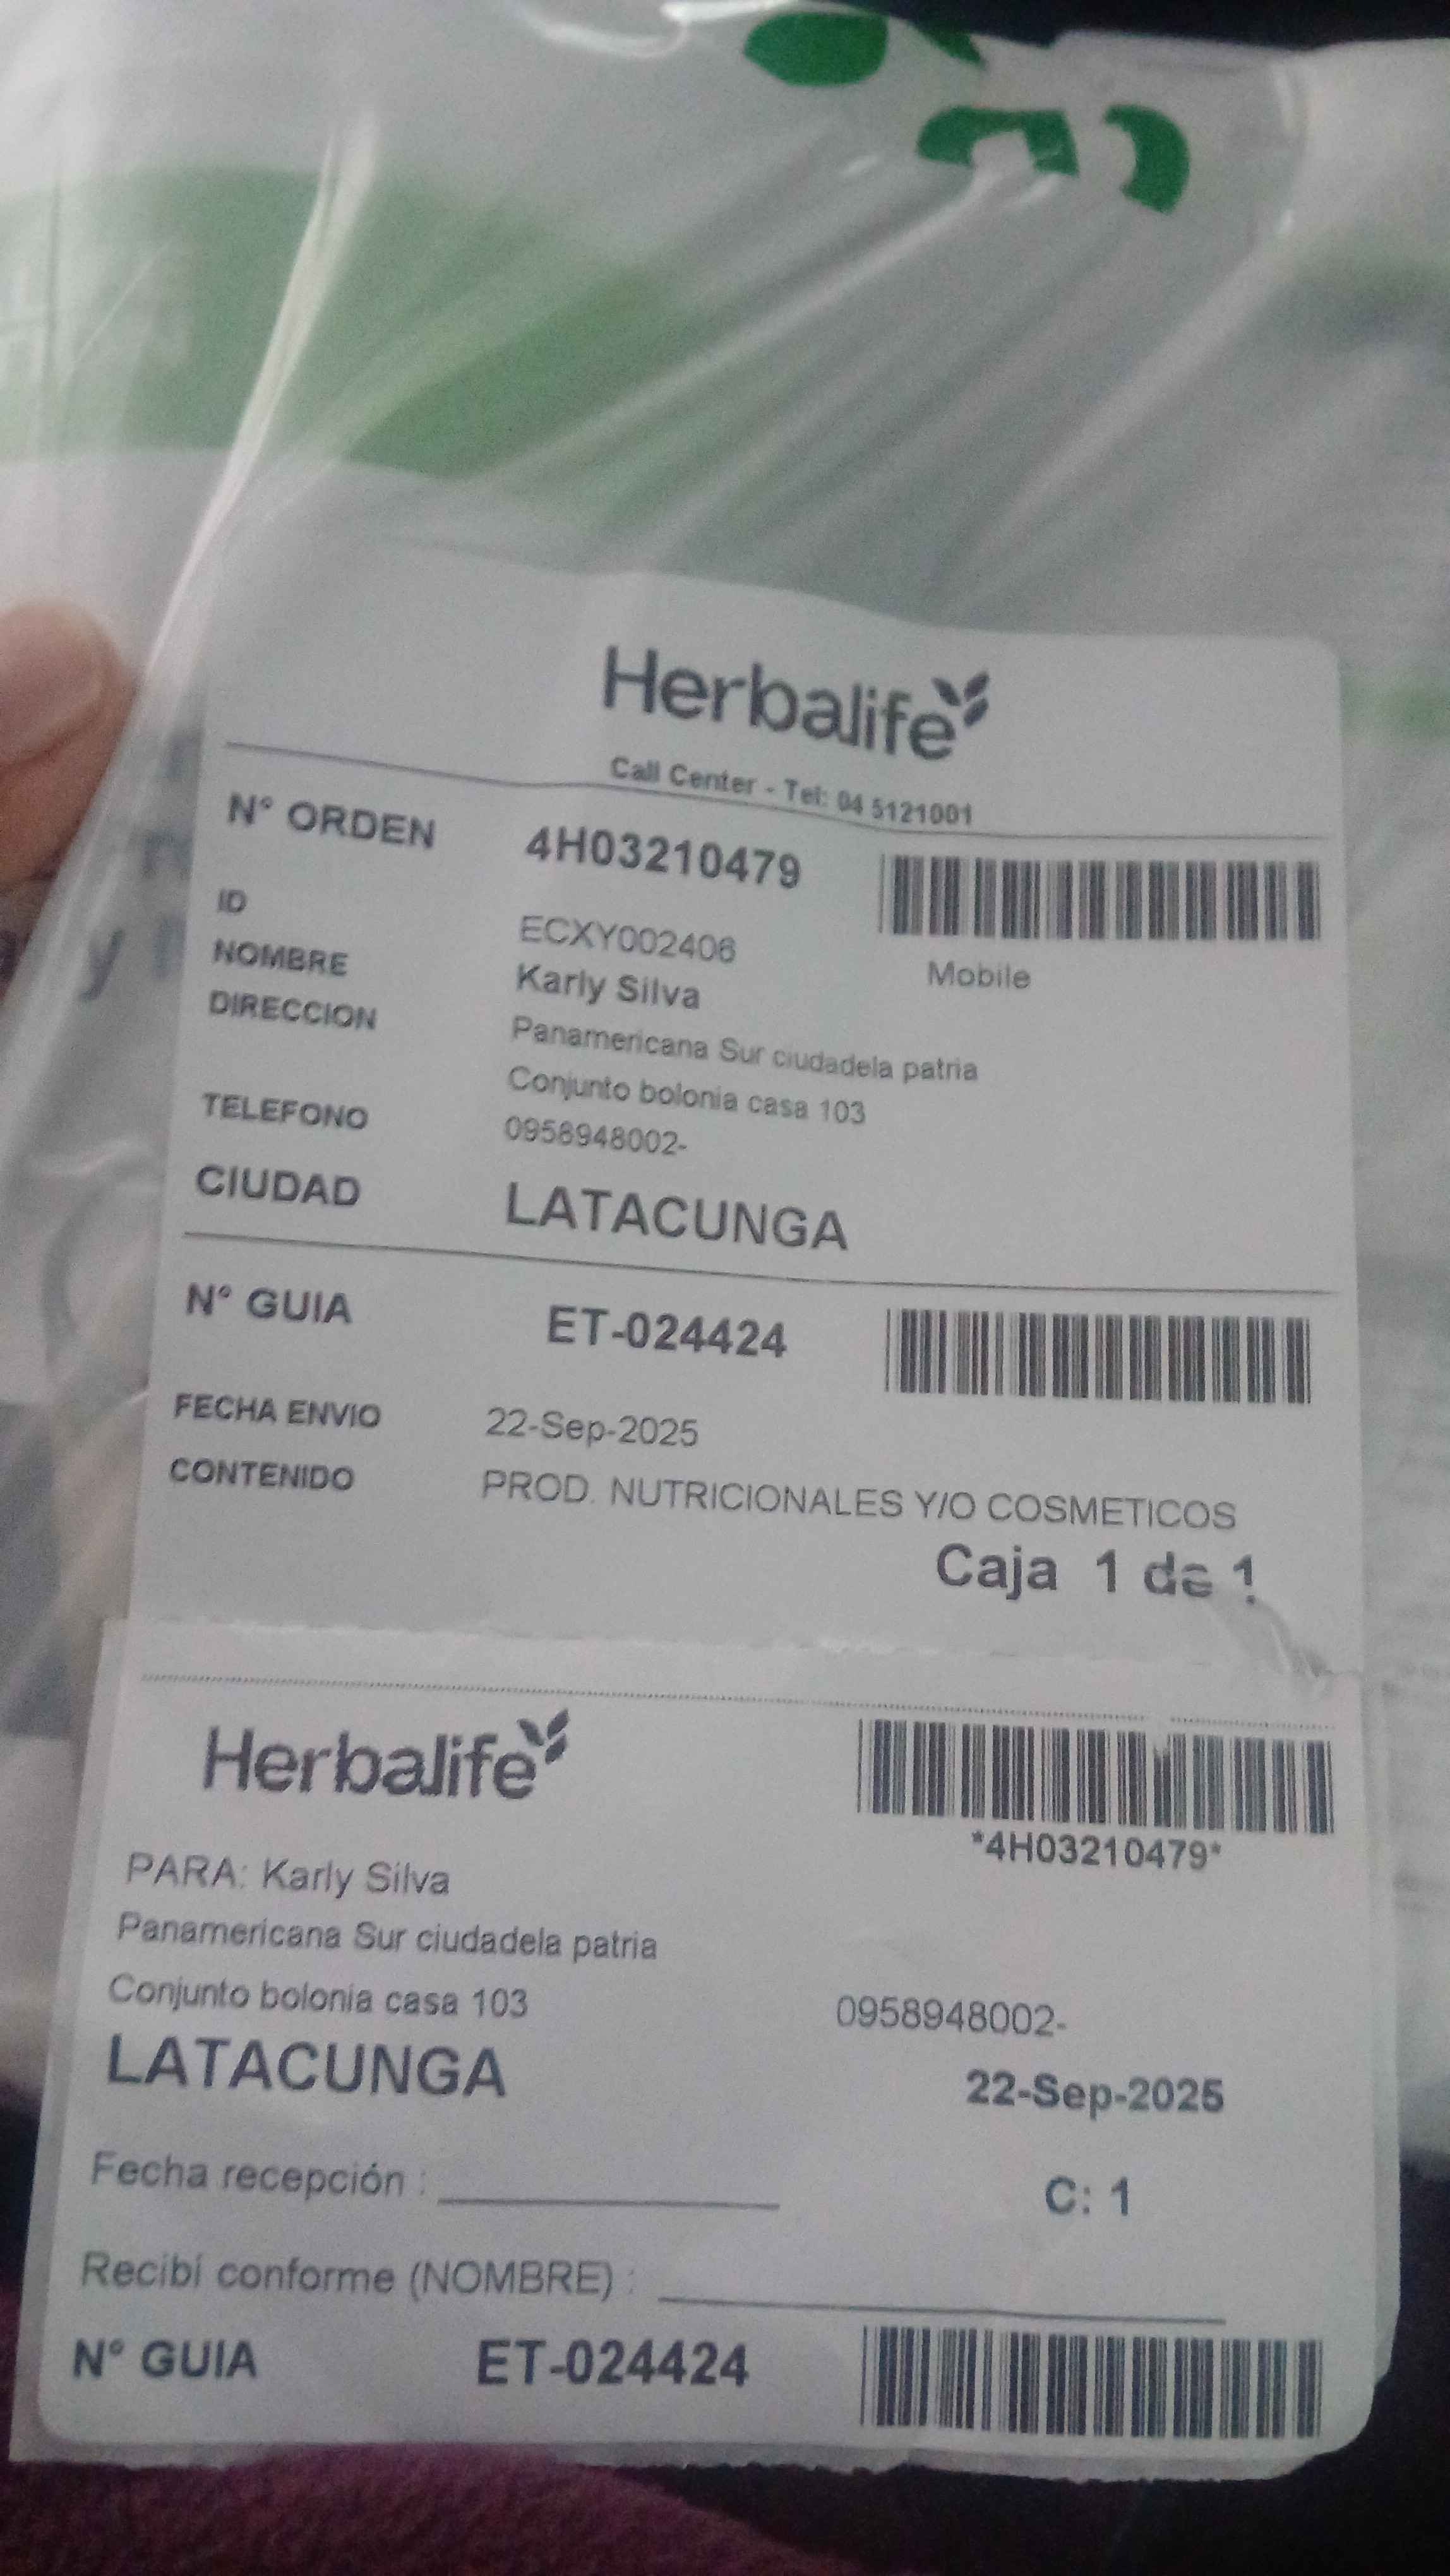 Herbalife
Call Center - Tel: 04 5121001
N° ORDEN 4H03210479
ID ECXY002406
Mobile
NOMBRE Karly Silva
DIRECCION Panamericana Sur ciudadela patria
Conjunto bolonia casa 103
TELEFONO 0958948002-
CIUDAD LATACUNGA
N° GUIA ET-024424
FECHA ENVIO 22-Sep-2025
CONTENIDO PROD. NUTRICIONALES Y/O COSMETICOS
Caja 1 de 1
Herbalife
*4H03210479*
PARA: Karly Silva
Panamericana Sur ciudadela patria
Conjunto bolonia casa 103 0958948002-
LATACUNGA 22-Sep-2025
Fecha recepción :
C: 1
Recibí conforme (NOMBRE) :
N° GUIA ET-024424